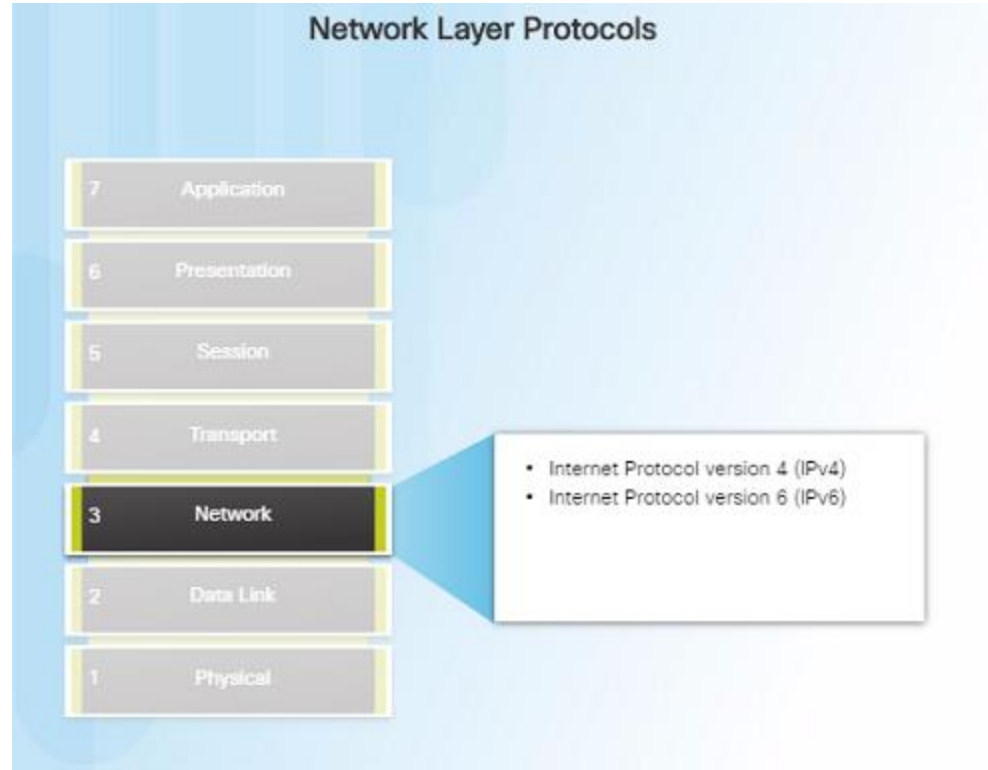 Network Layer Protocols
7 Application
6 Presentation
5 Session
4 Transport
• Internet Protocol version 4 (IPv4)
• Internet Protocol version 6 (IPv6)
3 Network
2 Data Link
1 Physical